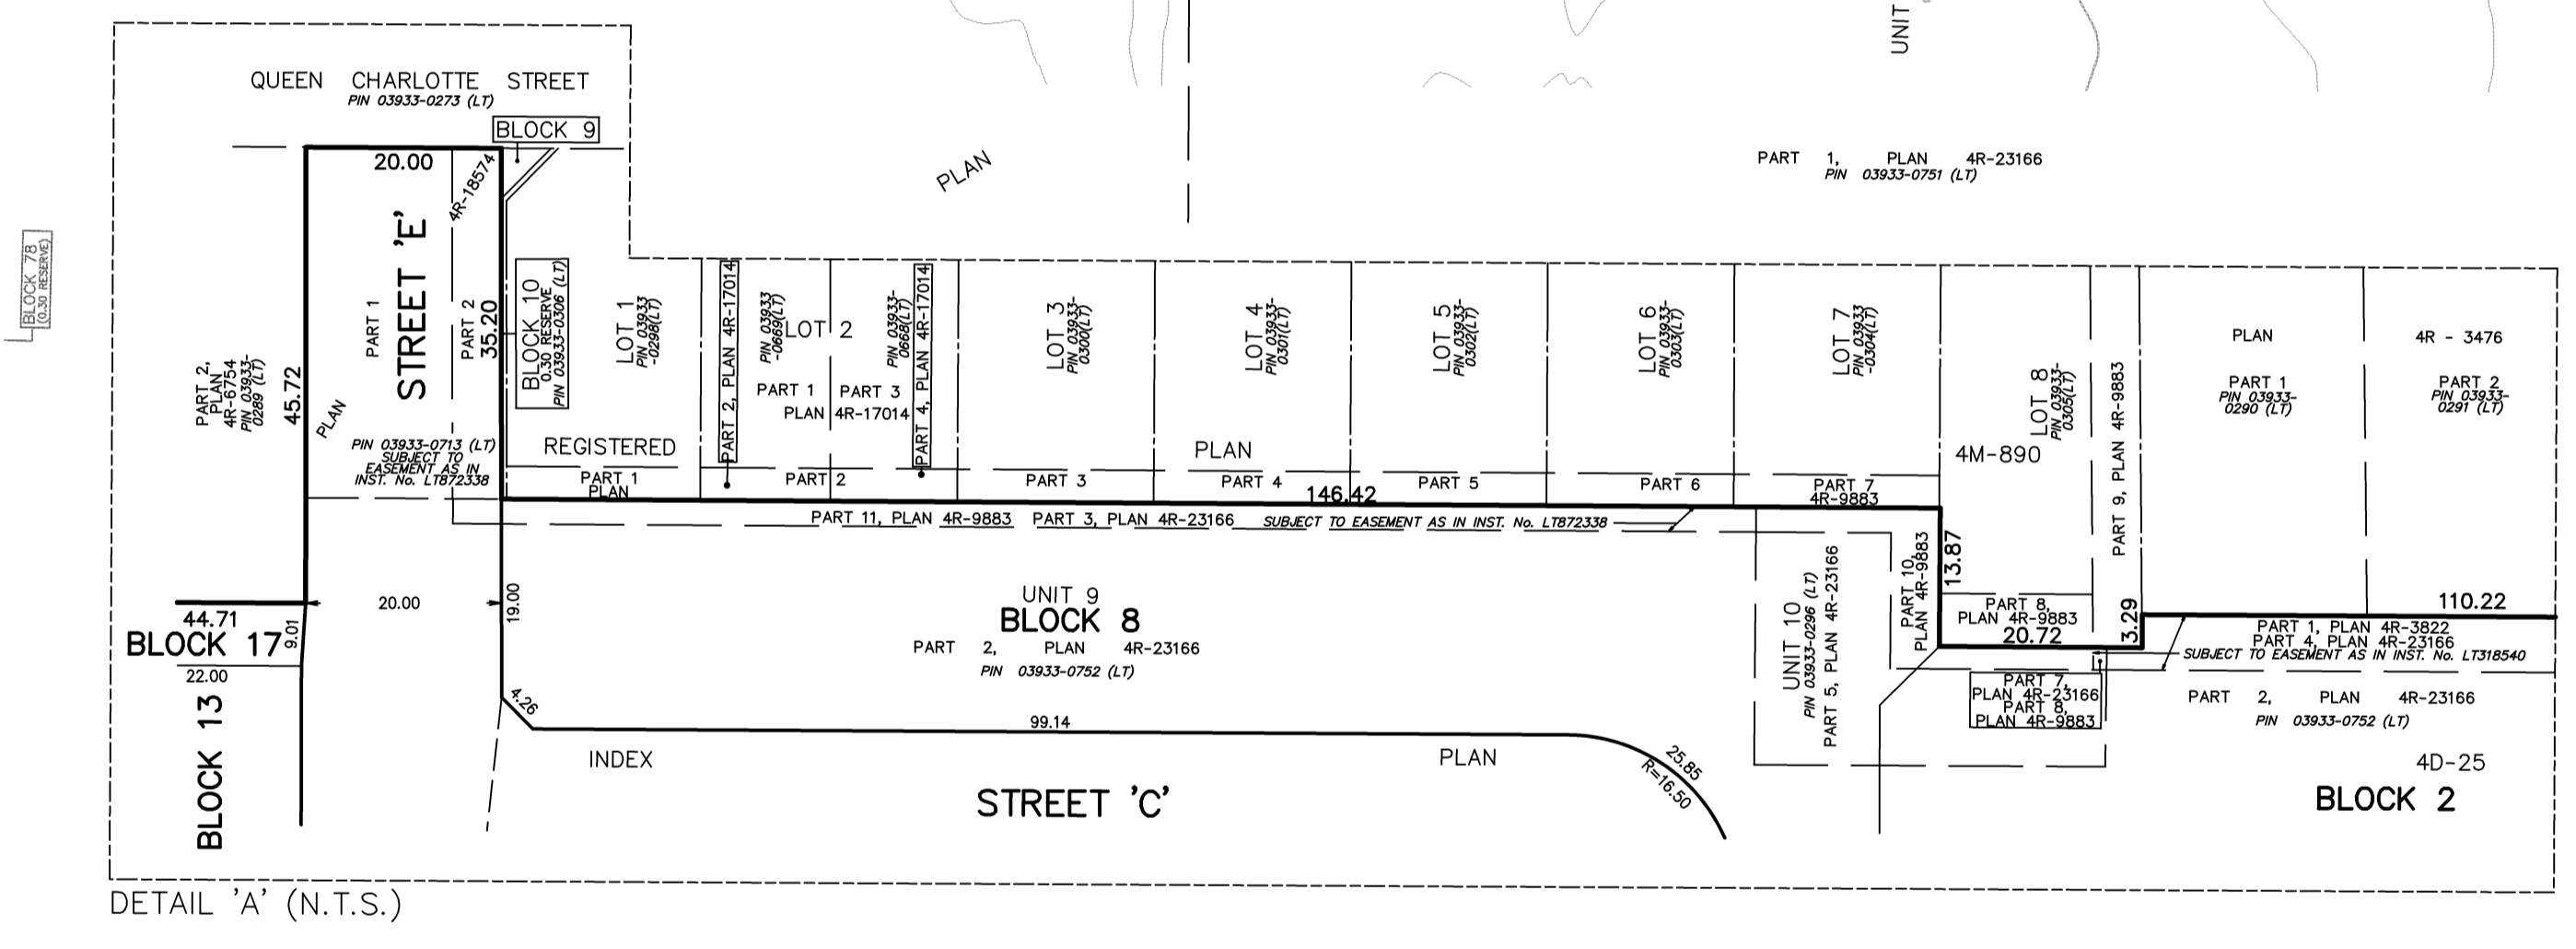 UNIT
QUEEN CHARLOTTE STREET
PIN 03933-0273 (LT)
BLOCK 9
20.00
4R-18574
PLAN
PART 1, PLAN 4R-23166
PIN 03933-0751 (LT)
BLOCK 78
(0.30 RESERVE)
PART 2,
PLAN
4R-6754
PIN 03933-
0289 (LT)
45.72
PLAN
PART 1
STREET 'E'
PART 2
35.20
BLOCK 10
0.30 RESERVE
PIN 03933-0306 (LT)
LOT 1
PIN 03933
-0298(LT)
PART 2, PLAN 4R-17014
PIN 03933
-0669(LT)
LOT 2
PIN 03933-
0668(LT)
PART 4, PLAN 4R-17014
PART 1 PART 3
PLAN 4R-17014
LOT 3
PIN 03933-
0300(LT)
LOT 4
PIN 03933-
0301(LT)
LOT 5
PIN 03933-
0302(LT)
LOT 6
PIN 03933-
0303(LT)
LOT 7
PIN 03933
-0304(LT)
LOT 8
PIN 03933-
0305(LT)
PART 9, PLAN 4R-9883
PLAN 4R - 3476
PART 1
PIN 03933-
0290 (LT)
PART 2
PIN 03933-
0291 (LT)
PIN 03933-0713 (LT)
SUBJECT TO
EASEMENT AS IN
INST. No. LT872338
REGISTERED PLAN 4M-890
PART 1
PLAN
PART 2
PART 3
PART 4
PART 5
PART 6
PART 7
4R-9883
146.42
PART 11, PLAN 4R-9883 PART 3, PLAN 4R-23166 SUBJECT TO EASEMENT AS IN INST. No. LT872338
44.71
BLOCK 17
9.01
22.00
BLOCK 13
20.00
19.00
4.26
UNIT 9
BLOCK 8
PART 2, PLAN 4R-23166
PIN 03933-0752 (LT)
99.14
INDEX PLAN
STREET 'C'
25.85
R=16.50
UNIT 10
PIN 03933-0296 (LT)
PART 5, PLAN 4R-23166
PART 10,
PLAN 4R-9883
13.87
PART 8,
PLAN 4R-9883
20.72
3.29
110.22
PART 1, PLAN 4R-3822
PART 4, PLAN 4R-23166
SUBJECT TO EASEMENT AS IN INST. No. LT318540
PART 7,
PLAN 4R-23166
PART 8,
PLAN 4R-9883
PART 2, PLAN 4R-23166
PIN 03933-0752 (LT)
4D-25
BLOCK 2
DETAIL 'A' (N.T.S.)